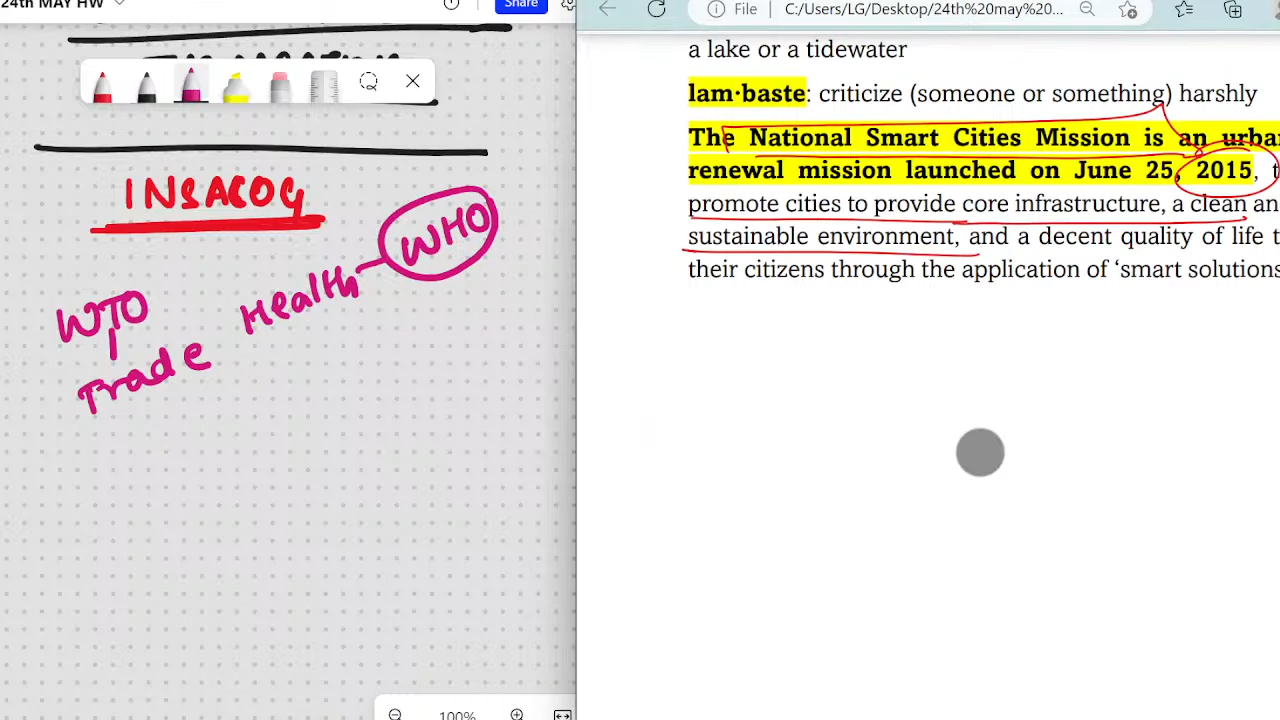 24th MAY HW
Share
INSACOG
WHO
Health
WTO
Trade
100%
File
C:/Users/LG/Desktop/24th%20may%20...
a lake or a tidewater
lam·baste: criticize (someone or something) harshly
The National Smart Cities Mission is an urba
renewal mission launched on June 25, 2015, t
promote cities to provide core infrastructure, a clean an
sustainable environment, and a decent quality of life t
their citizens through the application of ‘smart solutions